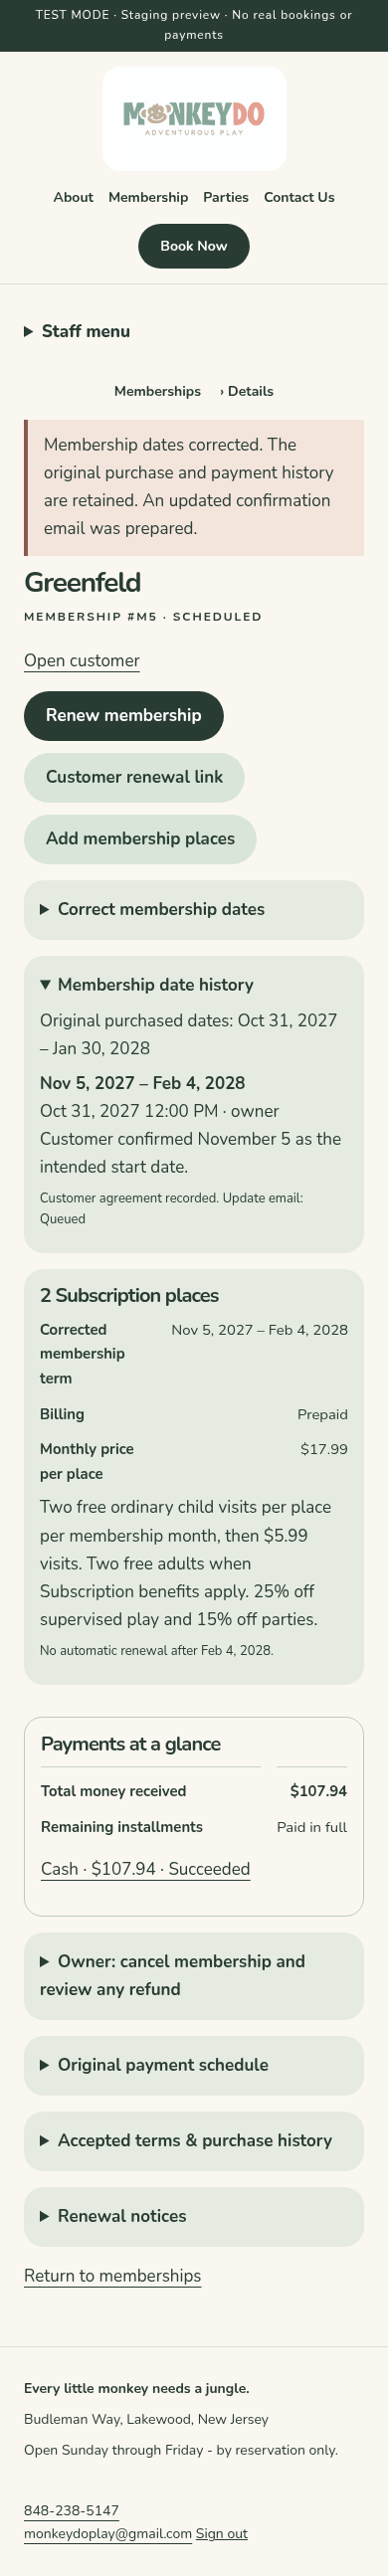 TEST MODE · Staging preview · No real bookings or
payments
MONKEYDO
ADVENTUROUS PLAY
About Membership Parties Contact Us
Book Now
▶ Staff menu
Memberships › Details
Membership dates corrected. The
original purchase and payment history
are retained. An updated confirmation
email was prepared.
Greenfeld
MEMBERSHIP #M5 · SCHEDULED
Open customer
Renew membership
Customer renewal link
Add membership places
▶ Correct membership dates
▼ Membership date history
Original purchased dates: Oct 31, 2027
– Jan 30, 2028
Nov 5, 2027 – Feb 4, 2028
Oct 31, 2027 12:00 PM · owner
Customer confirmed November 5 as the
intended start date.
Customer agreement recorded. Update email:
Queued
2 Subscription places
Corrected Nov 5, 2027 – Feb 4, 2028
membership
term
Billing Prepaid
Monthly price $17.99
per place
Two free ordinary child visits per place
per membership month, then $5.99
visits. Two free adults when
Subscription benefits apply. 25% off
supervised play and 15% off parties.
No automatic renewal after Feb 4, 2028.
Payments at a glance
Total money received $107.94
Remaining installments Paid in full
Cash · $107.94 · Succeeded
▶ Owner: cancel membership and
review any refund
▶ Original payment schedule
▶ Accepted terms & purchase history
▶ Renewal notices
Return to memberships
Every little monkey needs a jungle.
Budleman Way, Lakewood, New Jersey
Open Sunday through Friday - by reservation only.
848-238-5147
monkeydoplay@gmail.com Sign out